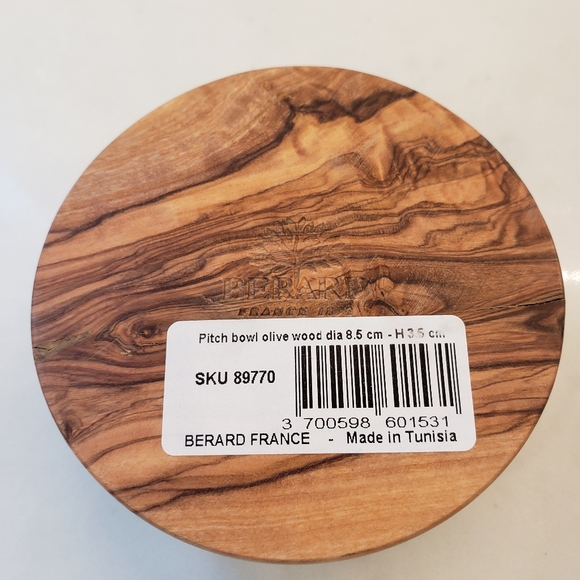 BERARD
FRANCE
Pitch bowl olive wood dia 8.5 cm - H 3.5 cm
SKU 89770
3 700598 601531
BERARD FRANCE - Made in Tunisia